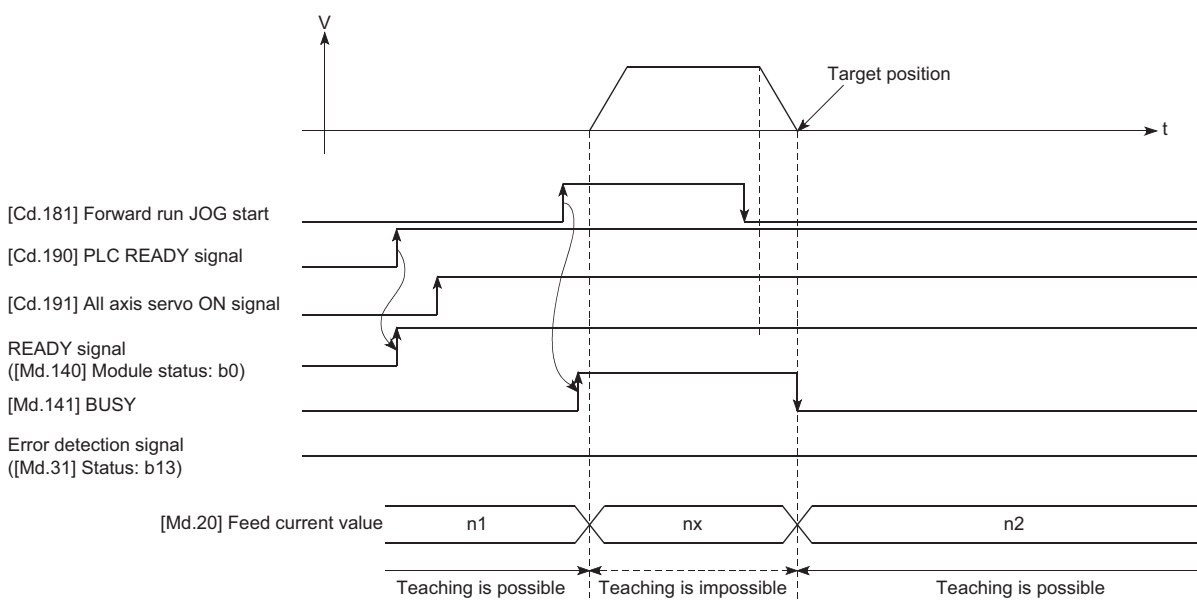 V
Target position
t
[Cd.181] Forward run JOG start
[Cd.190] PLC READY signal
[Cd.191] All axis servo ON signal
READY signal
([Md.140] Module status: b0)
[Md.141] BUSY
Error detection signal
([Md.31] Status: b13)
[Md.20] Feed current value n1 nx n2
Teaching is possible Teaching is impossible Teaching is possible